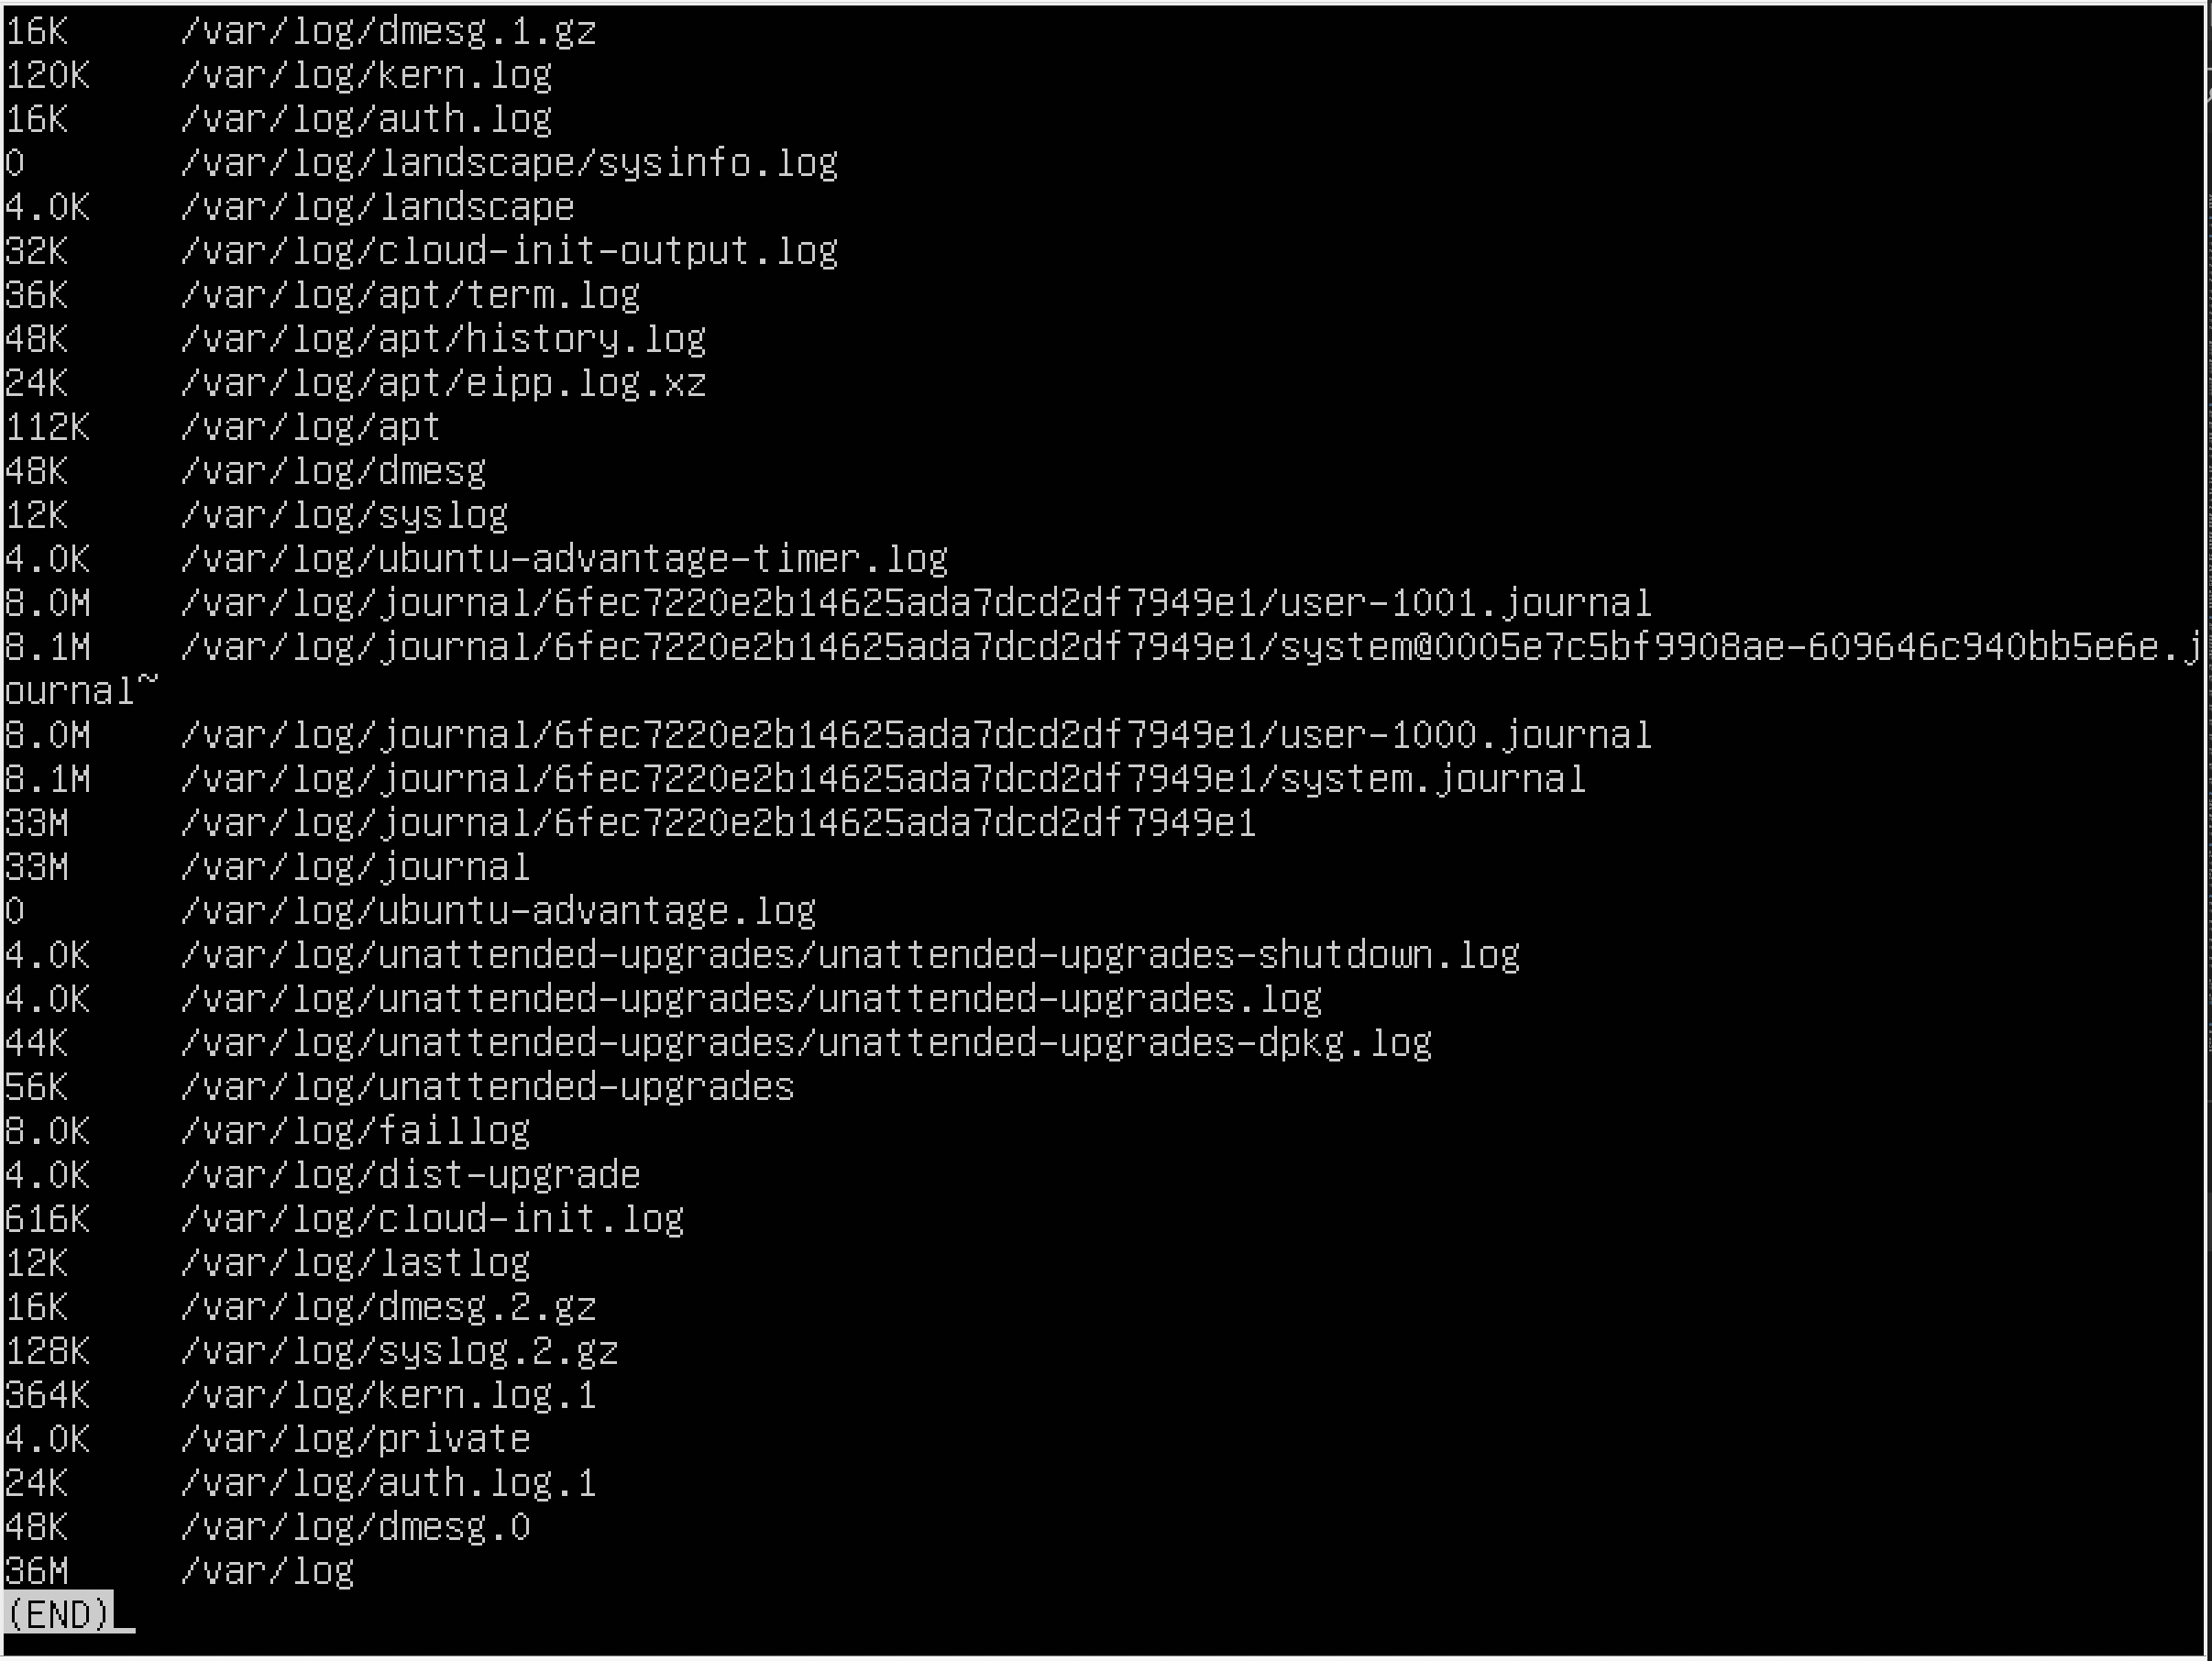 16K     /var/log/dmesg.1.gz
120K    /var/log/kern.log
16K     /var/log/auth.log
0       /var/log/landscape/sysinfo.log
4.0K    /var/log/landscape
32K     /var/log/cloud-init-output.log
36K     /var/log/apt/term.log
48K     /var/log/apt/history.log
24K     /var/log/apt/eipp.log.xz
112K    /var/log/apt
48K     /var/log/dmesg
12K     /var/log/syslog
4.0K    /var/log/ubuntu-advantage-timer.log
8.0M    /var/log/journal/6fec7220e2b14625ada7dcd2df7949e1/user-1001.journal
8.1M    /var/log/journal/6fec7220e2b14625ada7dcd2df7949e1/system@0005e7c5bf9908ae-609646c940bb5e6e.j
ournal~
8.0M    /var/log/journal/6fec7220e2b14625ada7dcd2df7949e1/user-1000.journal
8.1M    /var/log/journal/6fec7220e2b14625ada7dcd2df7949e1/system.journal
33M     /var/log/journal/6fec7220e2b14625ada7dcd2df7949e1
33M     /var/log/journal
0       /var/log/ubuntu-advantage.log
4.0K    /var/log/unattended-upgrades/unattended-upgrades-shutdown.log
4.0K    /var/log/unattended-upgrades/unattended-upgrades.log
44K     /var/log/unattended-upgrades/unattended-upgrades-dpkg.log
56K     /var/log/unattended-upgrades
8.0K    /var/log/faillog
4.0K    /var/log/dist-upgrade
616K    /var/log/cloud-init.log
12K     /var/log/lastlog
16K     /var/log/dmesg.2.gz
128K    /var/log/syslog.2.gz
364K    /var/log/kern.log.1
4.0K    /var/log/private
24K     /var/log/auth.log.1
48K     /var/log/dmesg.0
36M     /var/log
(END)